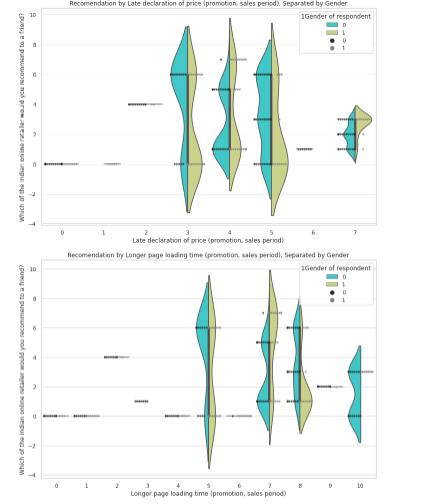 Recomendation by Late declaration of price (promotion, sales period), Separated by Gender
Which of the Indian online retailer would you recommend to a friend?
10
8
6
4
2
0
−2
−4
1Gender of respondent
0
1
0
1
0 1 2 3 4 5 6 7
Late declaration of price (promotion, sales period)
Recomendation by Longer page loading time (promotion, sales period), Separated by Gender
Which of the Indian online retailer would you recommend to a friend?
10
8
6
4
2
0
−2
−4
1Gender of respondent
0
1
0
1
0 1 2 3 4 5 6 7 8 9 10
Longer page loading time (promotion, sales period)